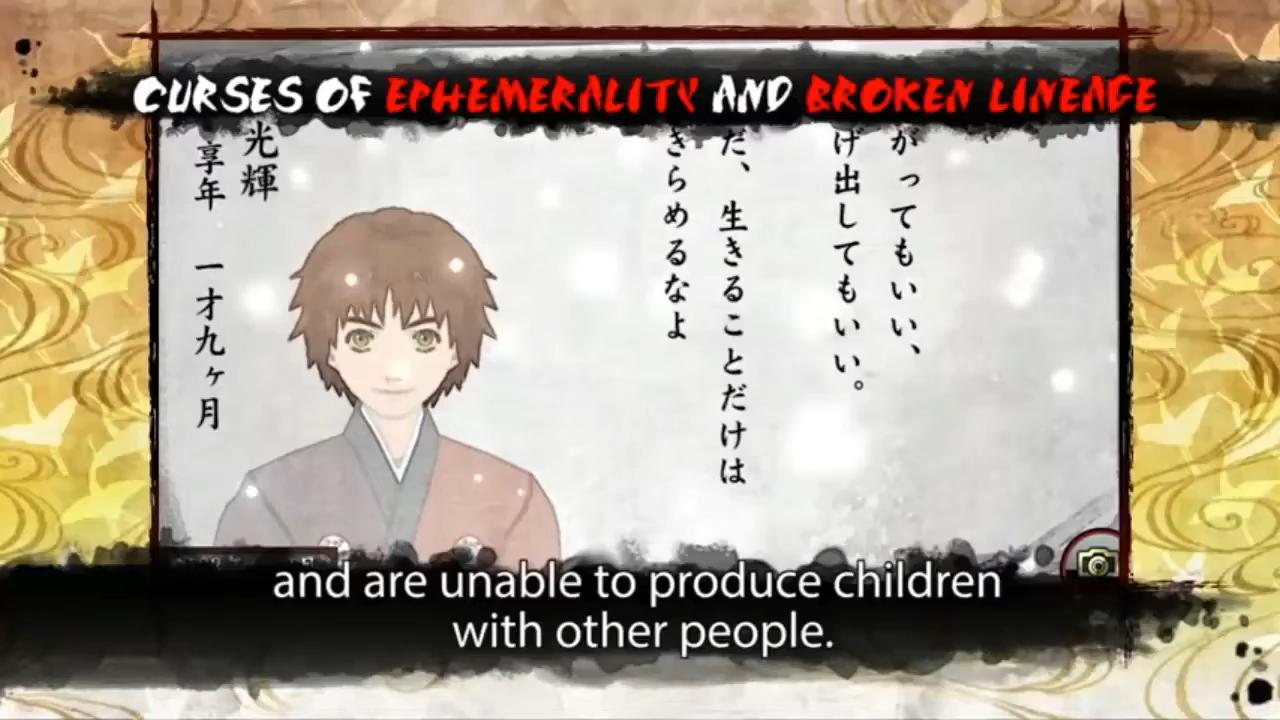 CURSES OF EPHEMERALITY AND BROKEN LINEAGE
がってもいい、
げ出してもいい。
だ、生きることだけは
きらめるなよ
光輝
享年 一才九ヶ月
and are unable to produce children
with other people.